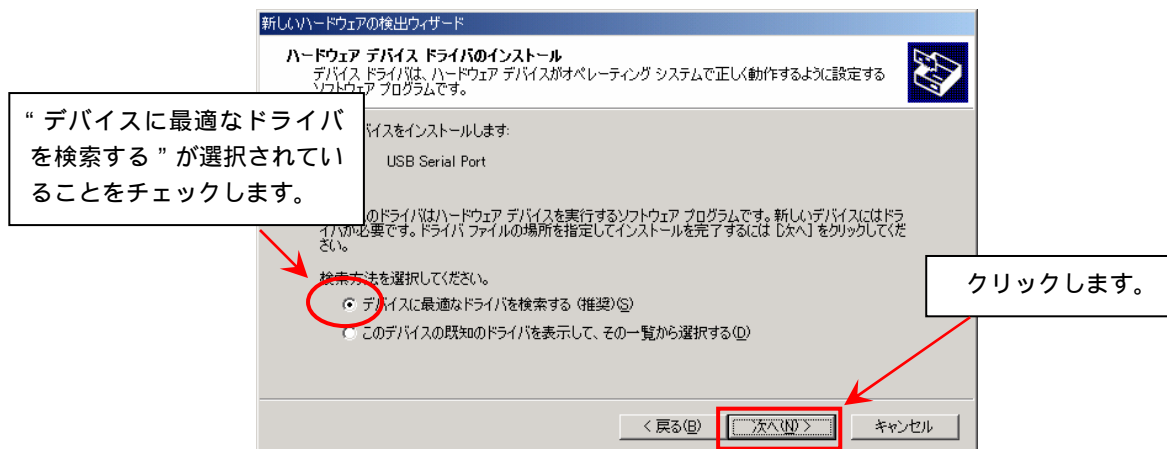 新しいハードウェアの検出ウィザード
ハードウェア デバイス ドライバのインストール
デバイス ドライバは、ハードウェア デバイスがオペレーティング システムで正しく動作するように設定する
ソフトウェア プログラムです。
“ デバイスに最適なドライバ
を検索する ” が選択されてい
ることをチェックします。
バイスをインストールします:
USB Serial Port
のドライバはハードウェア デバイスを実行するソフトウェア プログラムです。新しいデバイスにはドラ
イバが必要です。ドライバ ファイルの場所を指定してインストールを完了するには [次へ] をクリックしてくだ
さい。
検索方法を選択してください。
デバイスに最適なドライバを検索する (推奨)(S)
このデバイスの既知のドライバを表示して、その一覧から選択する(D)
クリックします。
< 戻る(B)
次へ(N) >
キャンセル